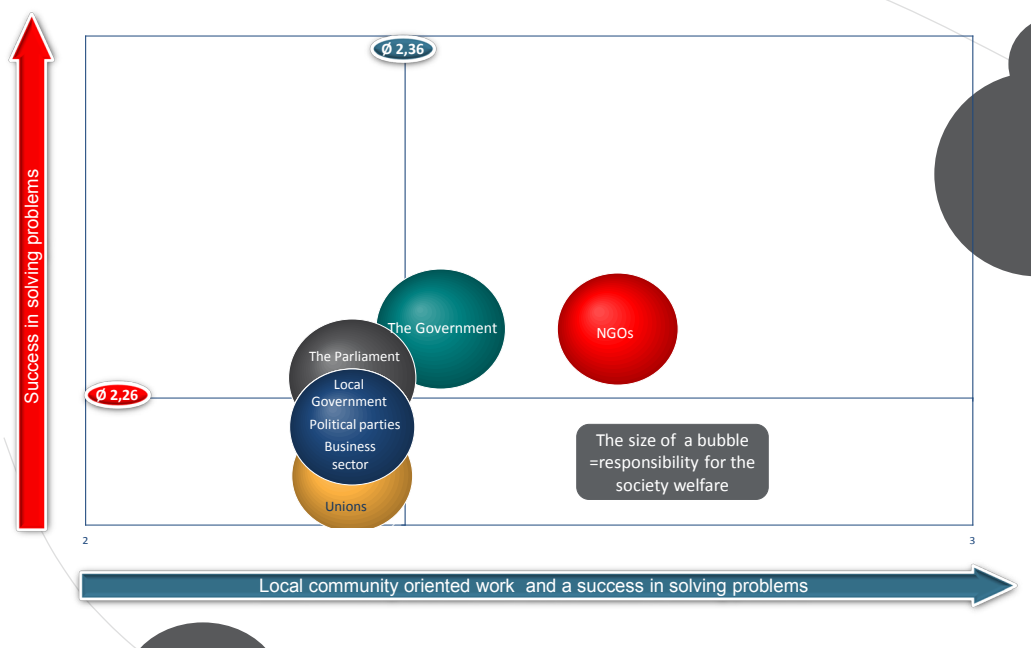 Ø 2,36
Success in solving problems
The Government
NGOs
The Parliament
Local
Government
Political parties
Business
sector
Ø 2,26
Unions
The size of a bubble
=responsibility for the
society welfare
2
3
Local community oriented work and a success in solving problems